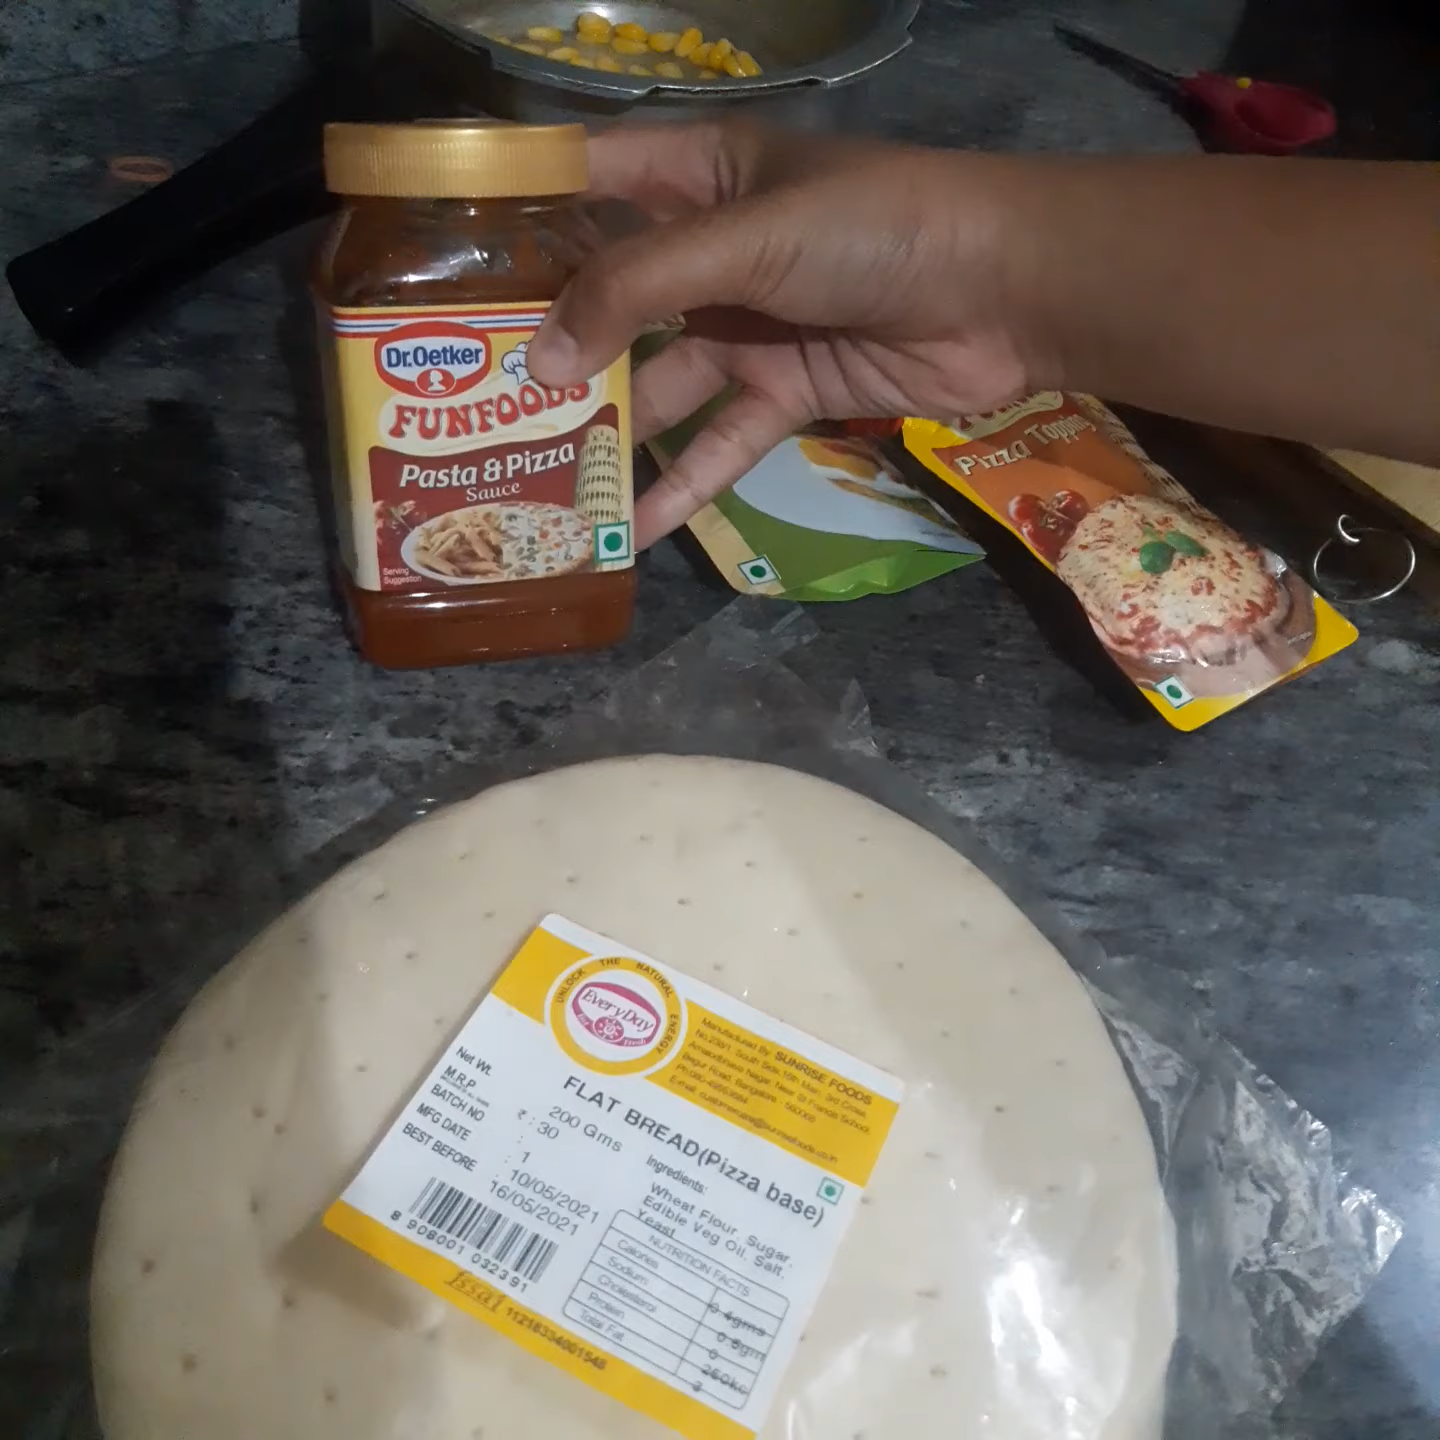 Dr.Oetker
FUNFOODS
Pasta & Pizza
Sauce
Serving
Suggestion
Pizza Topping
UNLOCK THE NATURAL ENERGY
EveryDay
Manufactured By: SUNRISE FOODS
FLAT BREAD(Pizza base)
Net Wt. 200 Gms
M.R.P ₹ : 30
BATCH NO : 1
MFG DATE : 10/05/2021
BEST BEFORE : 16/05/2021
8 908001 032391
Ingredients:
Wheat Flour, Sugar,
Edible Veg Oil, Salt,
Yeast
NUTRITION FACTS
Calories
Sodium
Cholesterol
Protein
Total Fat
fssai 11218334001548